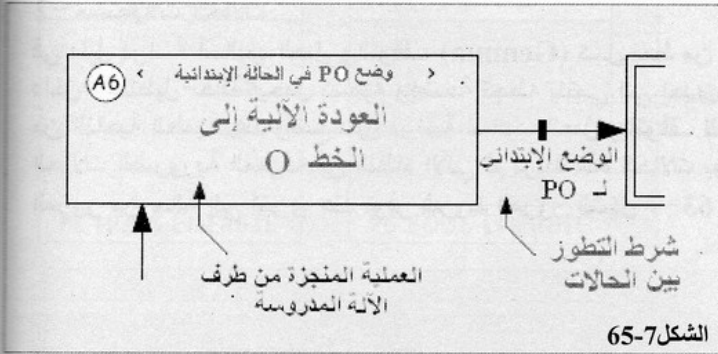 A6
> وضع PO في الحالة الإبتدائية <
العودة الآلية إلى
الخط O
الوضع الإبتدائي
لـ PO
شرط التطور
بين الحالات
العملية المنجزة من طرف
الآلة المدروسة
الشكل7-65